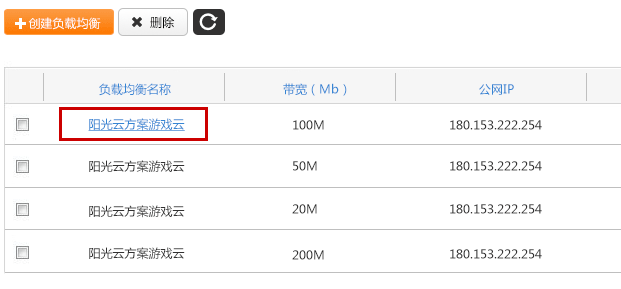 创建负载均衡 删除
负载均衡名称 带宽（Mb） 公网IP
阳光云方案游戏云 100M 180.153.222.254
阳光云方案游戏云 50M 180.153.222.254
阳光云方案游戏云 20M 180.153.222.254
阳光云方案游戏云 200M 180.153.222.254